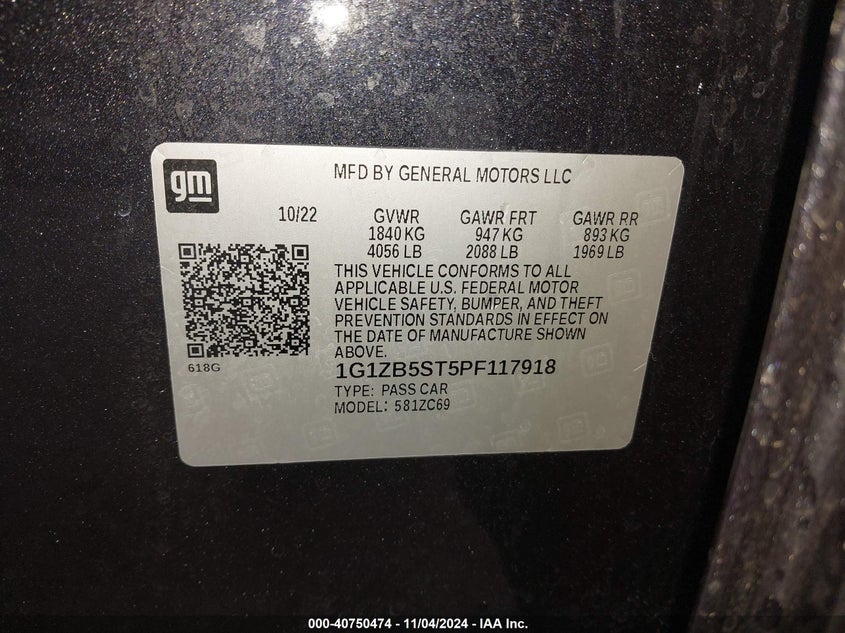 gm
MFD BY GENERAL MOTORS LLC
10/22 GVWR GAWR FRT GAWR RR
1840 KG 947 KG 893 KG
4056 LB 2088 LB 1969 LB
THIS VEHICLE CONFORMS TO ALL
APPLICABLE U.S. FEDERAL MOTOR
VEHICLE SAFETY, BUMPER, AND THEFT
PREVENTION STANDARDS IN EFFECT ON
THE DATE OF MANUFACTURE SHOWN
ABOVE.
618G
1G1ZB5ST5PF117918
TYPE: PASS CAR
MODEL: 581ZC69
000-40750474 - 11/04/2024 - IAA Inc.